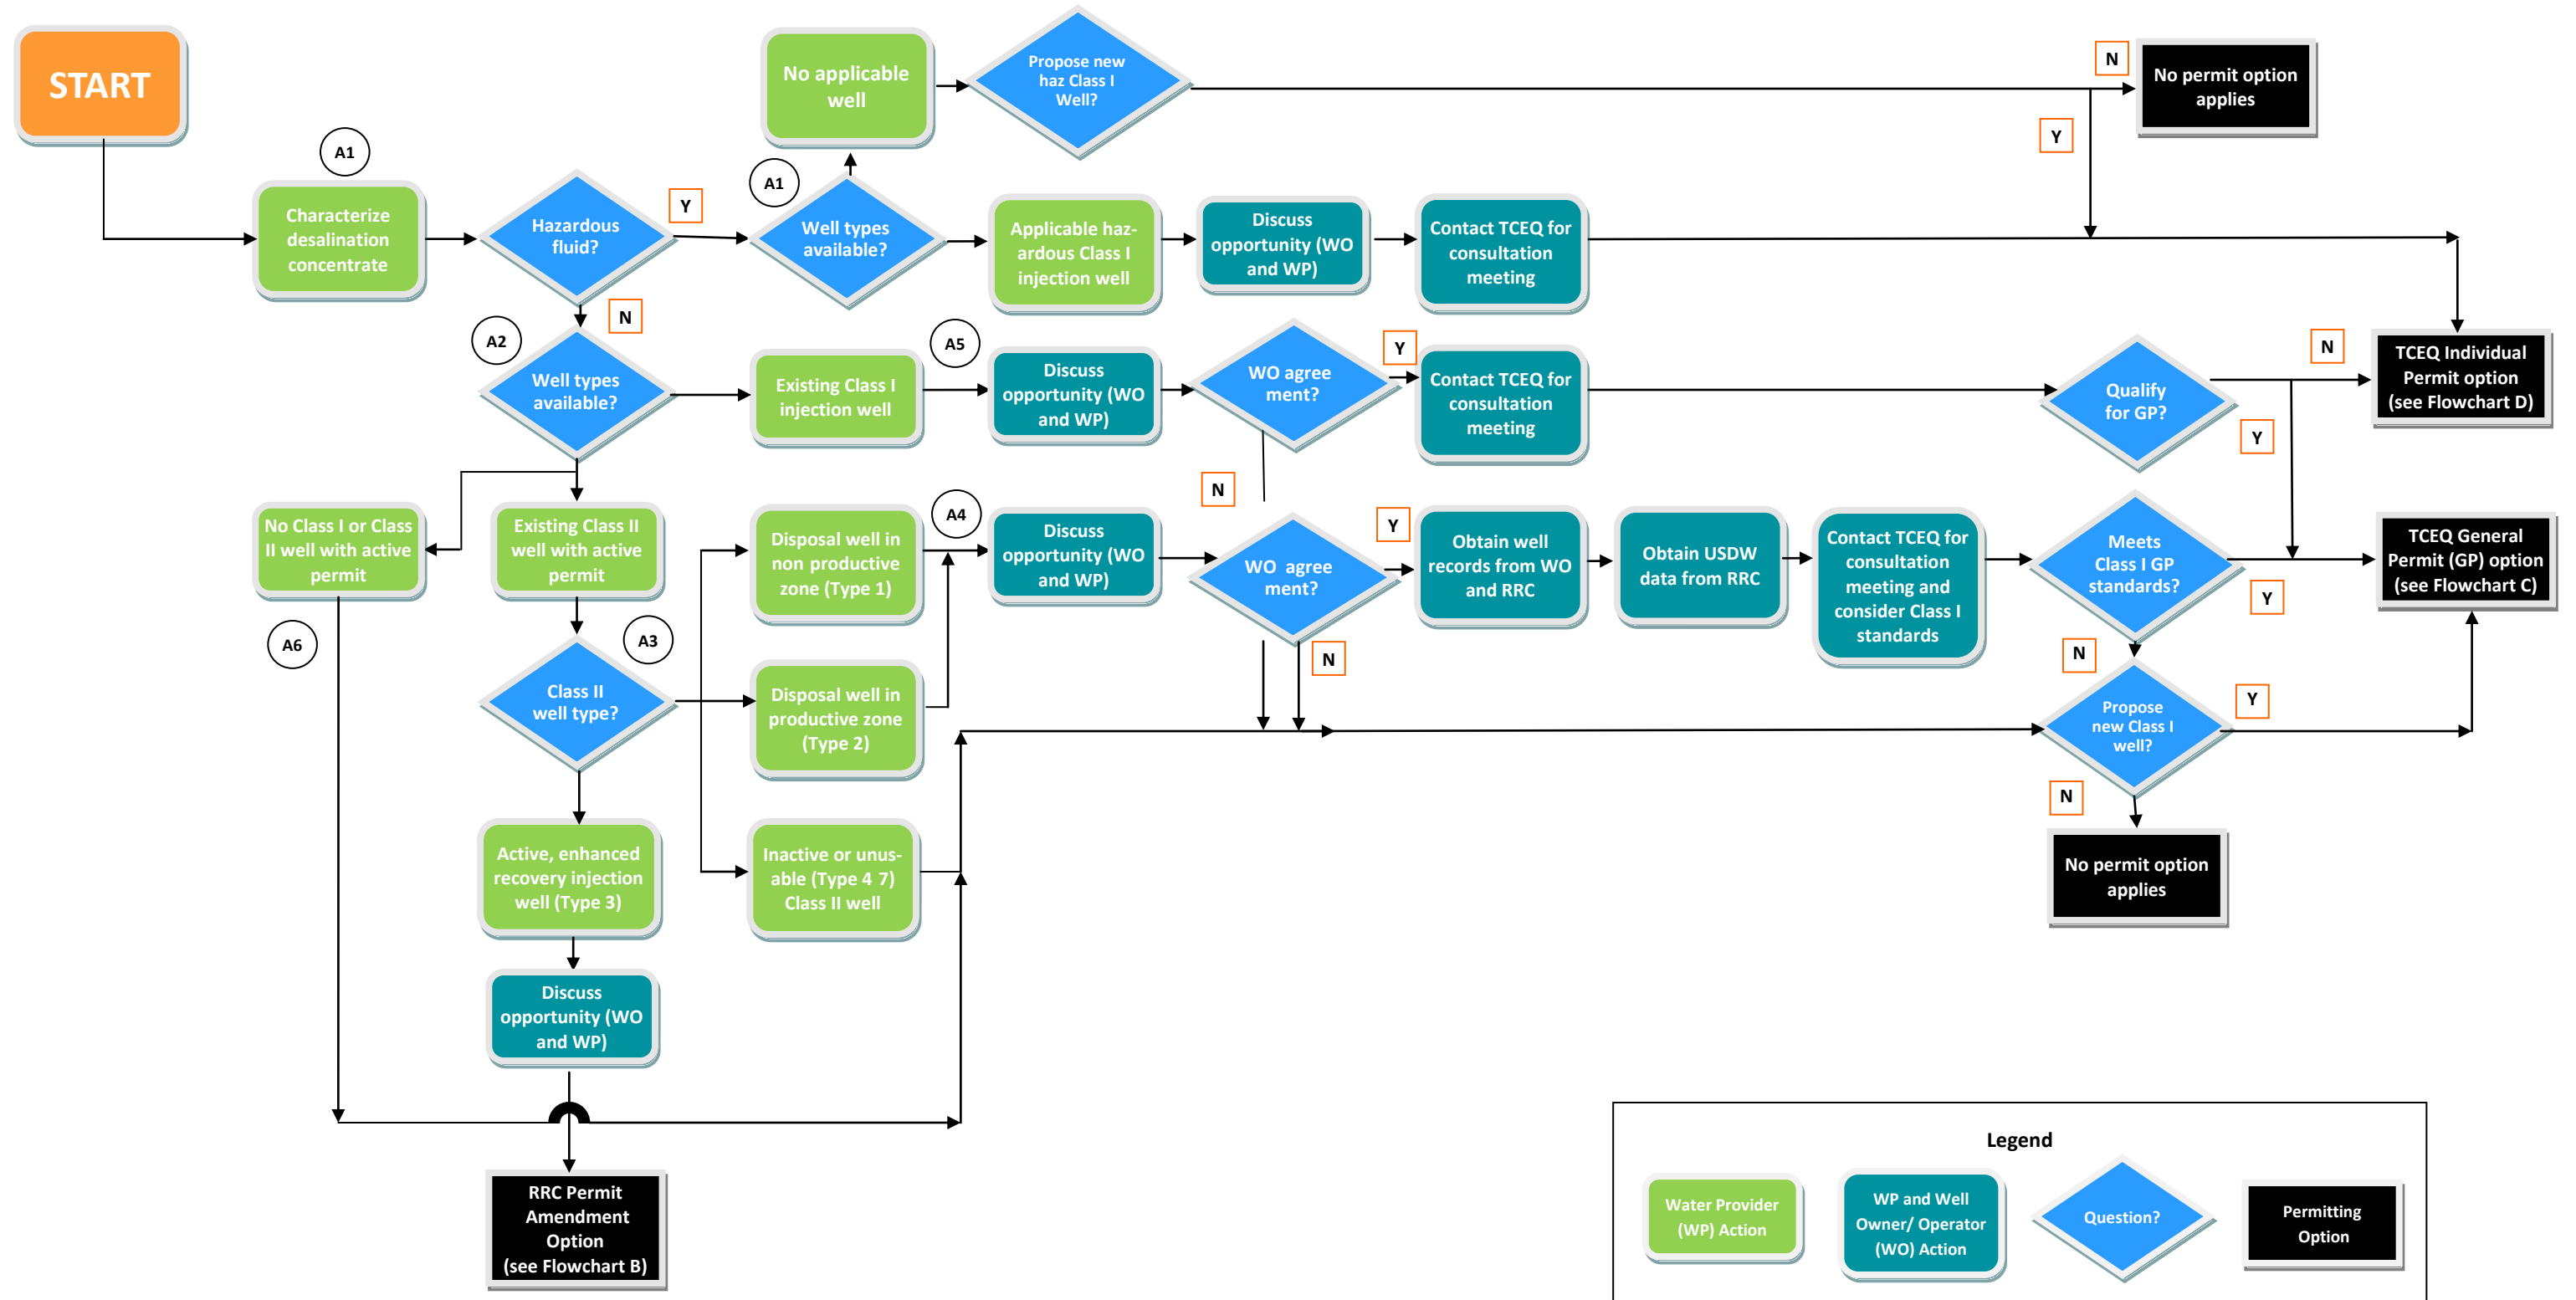 START
A1
Characterize
desalination
concentrate
Hazardous
fluid?
Y
N
A1
Well types
available?
No applicable
well
Propose new
haz Class I
Well?
N
Y
No permit option
applies
Applicable haz-
ardous Class I
injection well
Discuss
opportunity (WO
and WP)
Contact TCEQ for
consultation
meeting
A2
Well types
available?
Existing Class I
injection well
A5
Discuss
opportunity (WO
and WP)
WO agree
ment?
Y
N
Contact TCEQ for
consultation
meeting
Qualify
for GP?
N
Y
TCEQ Individual
Permit option
(see Flowchart D)
No Class I or Class
II well with active
permit
A6
Existing Class II
well with active
permit
A3
Class II
well type?
Disposal well in
non productive
zone (Type 1)
A4
Discuss
opportunity (WO
and WP)
WO agree
ment?
Y
N
Obtain well
records from WO
and RRC
Obtain USDW
data from RRC
Contact TCEQ for
consultation
meeting and
consider Class I
standards
Meets
Class I GP
standards?
Y
N
TCEQ General
Permit (GP) option
(see Flowchart C)
Disposal well in
productive zone
(Type 2)
Propose
new Class I
well?
Y
N
No permit option
applies
Active, enhanced
recovery injection
well (Type 3)
Inactive or unus-
able (Type 4 7)
Class II well
Discuss
opportunity (WO
and WP)
RRC Permit
Amendment
Option
(see Flowchart B)
Legend
Water Provider
(WP) Action
WP and Well
Owner/ Operator
(WO) Action
Question?
Permitting
Option